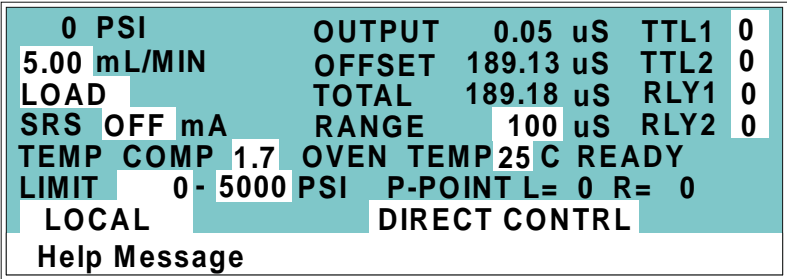 0 PSI OUTPUT 0.05 uS TTL1 0
5.00 mL/MIN OFFSET 189.13 uS TTL2 0
LOAD TOTAL 189.18 uS RLY1 0
SRS OFF mA RANGE 100 uS RLY2 0
TEMP COMP 1.7 OVEN TEMP 25 C READY
LIMIT 0 - 5000 PSI P-POINT L= 0 R= 0
LOCAL DIRECT CONTRL
Help Message